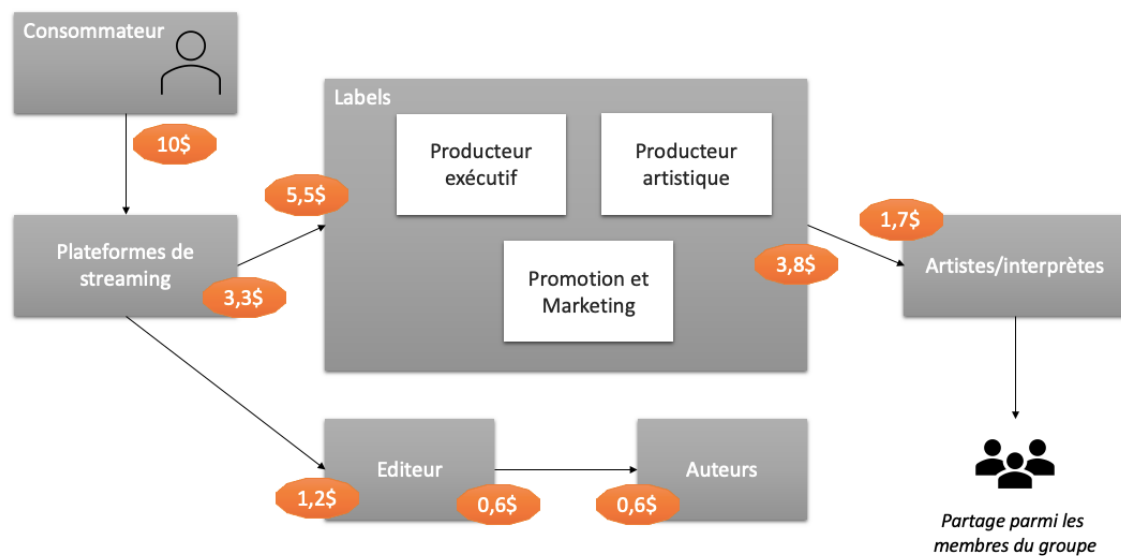 Consommateur
10$
Labels
Producteur
exécutif
Producteur
artistique
5,5$
Plateformes de
streaming
3,3$
Promotion et
Marketing
3,8$
1,7$
Artistes/interprètes
Editeur
1,2$
0,6$
Auteurs
0,6$
Partage parmi les
membres du groupe